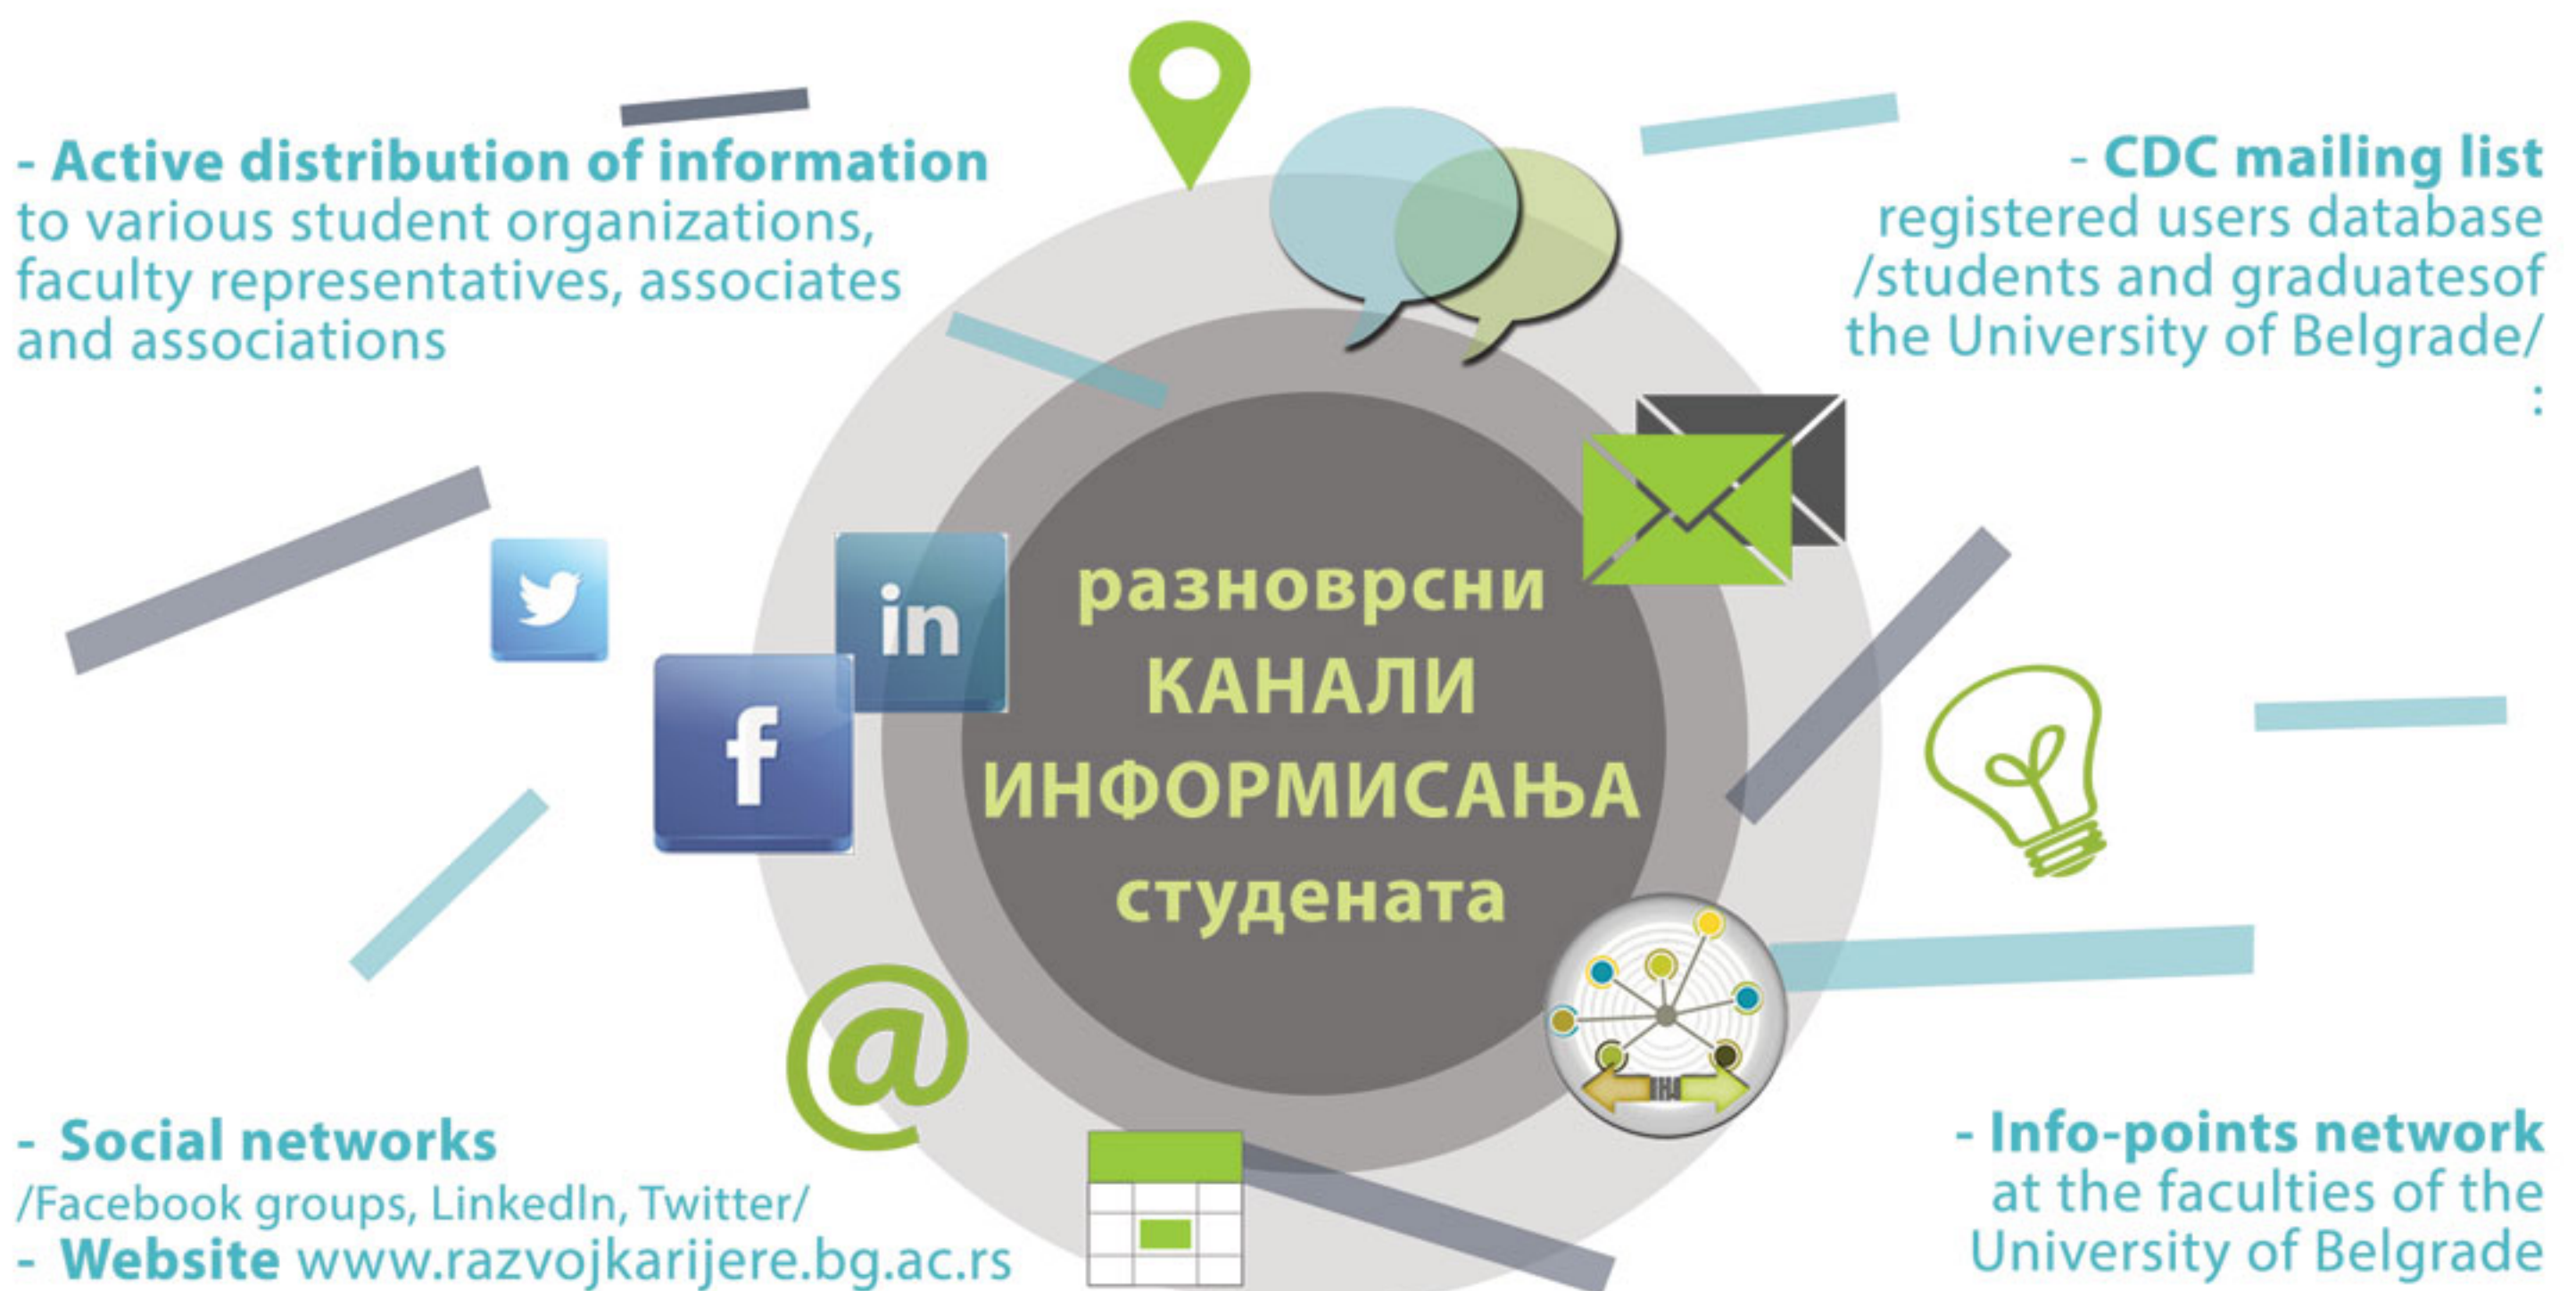 - Active distribution of information
to various student organizations,
faculty representatives, associates
and associations
- CDC mailing list
registered users database
/students and graduatesof
the University of Belgrade/
:
in
f
разноврсни
КАНАЛИ
ИНФОРМИСАЊА
студената
@
- Social networks
/Facebook groups, LinkedIn, Twitter/
- Website www.razvojkarijere.bg.ac.rs
- Info-points network
at the faculties of the
University of Belgrade